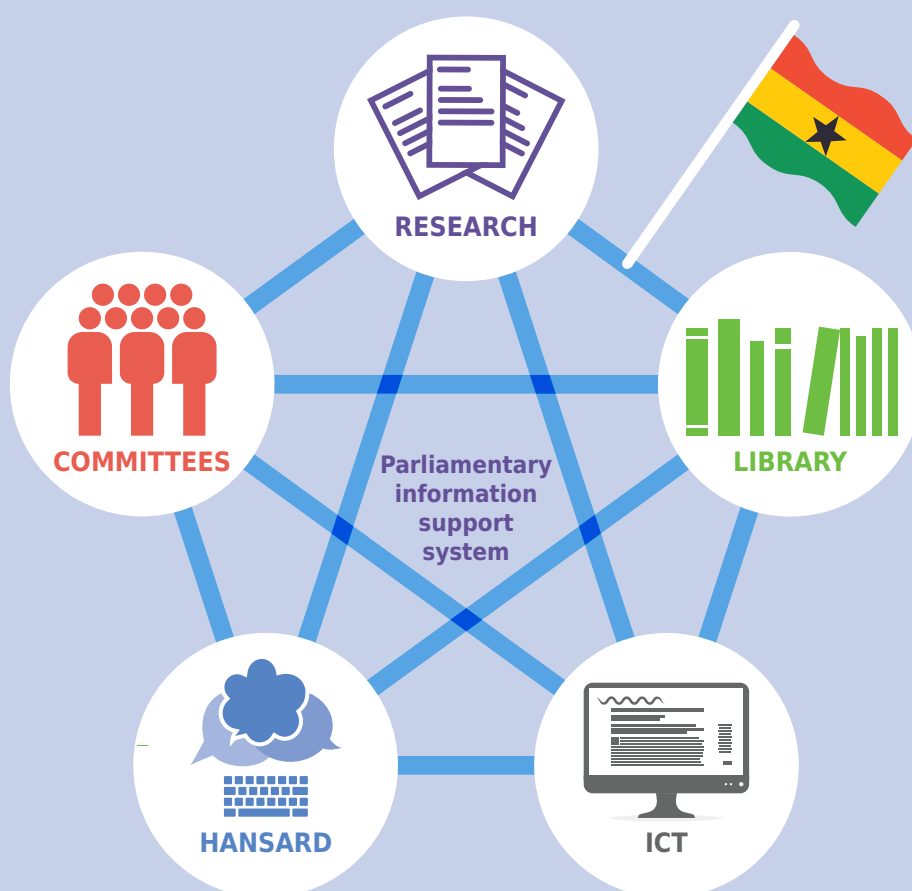 RESEARCH
COMMITTEES
LIBRARY
Parliamentary
information
support
system
HANSARD
ICT